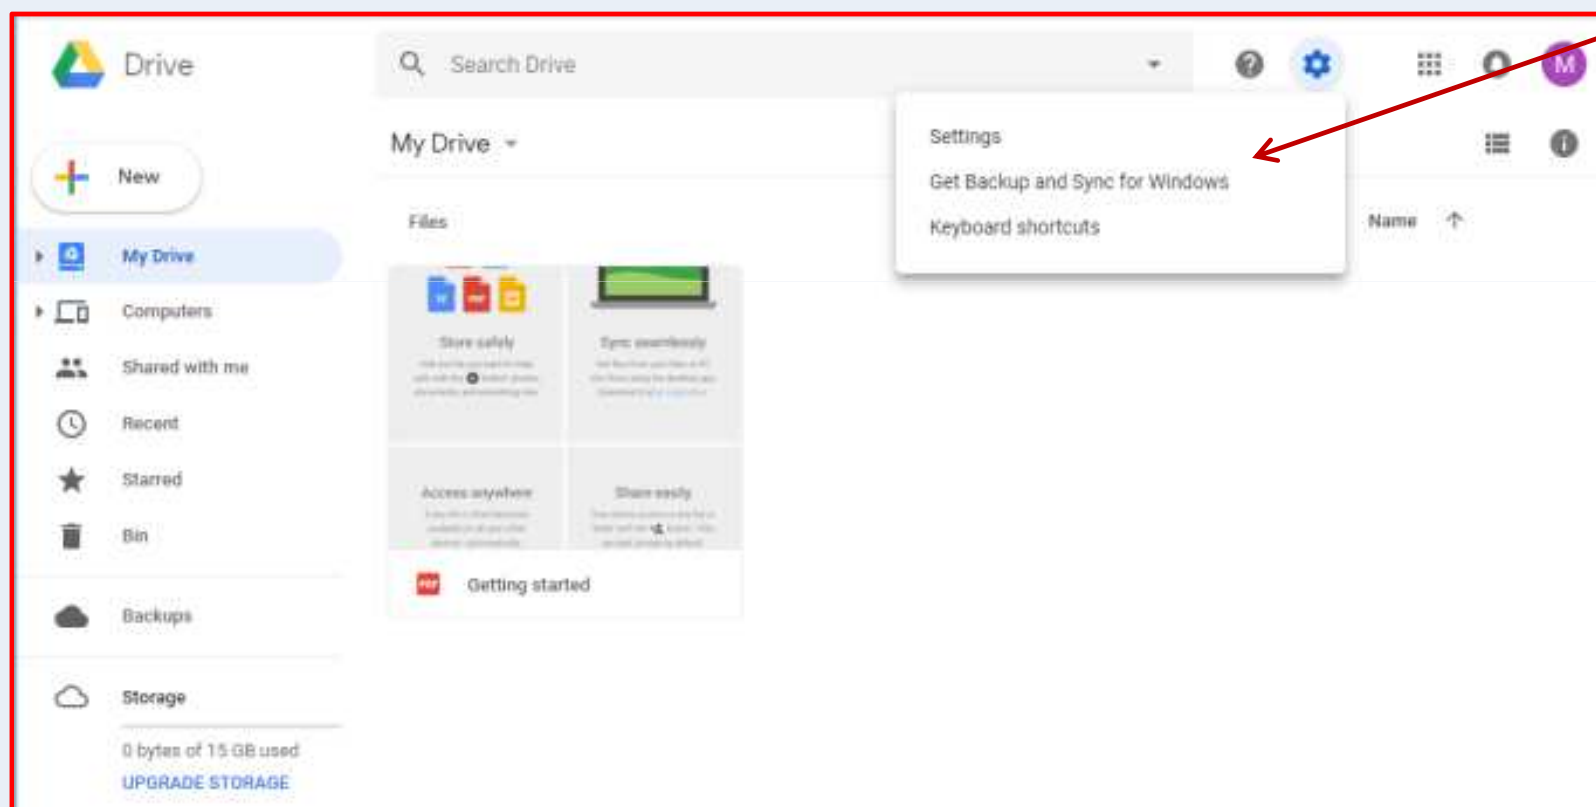 Drive
Search Drive
M
My Drive
Settings
Get Backup and Sync for Windows
Keyboard shortcuts
New
Files
Name
My Drive
Computers
Shared with me
Recent
Starred
Bin
Backups
Storage
0 bytes of 15 GB used
UPGRADE STORAGE
Store safely
Sync seamlessly
Access anywhere
Share easily
PDF
Getting started